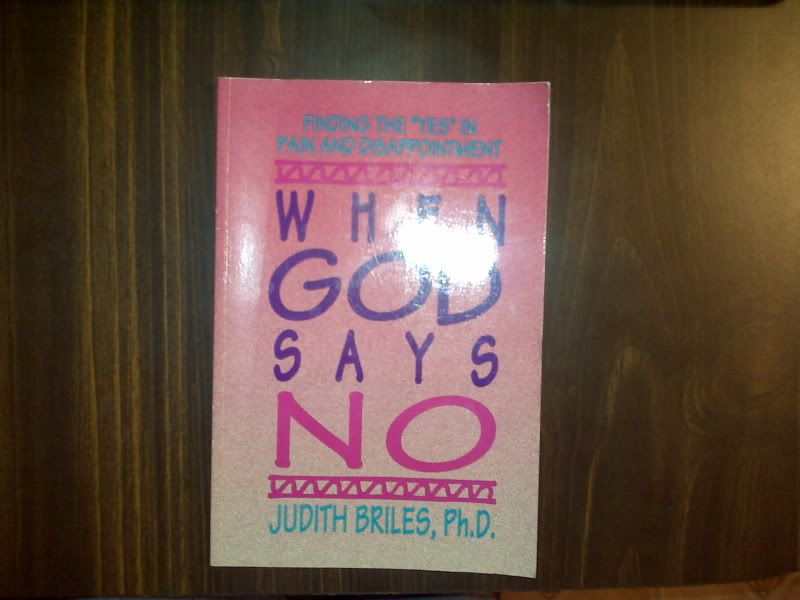 FINDING THE "YES" IN
PAIN AND DISAPPOINTMENT
WHEN
GOD
SAYS
NO
JUDITH BRILES, Ph.D.